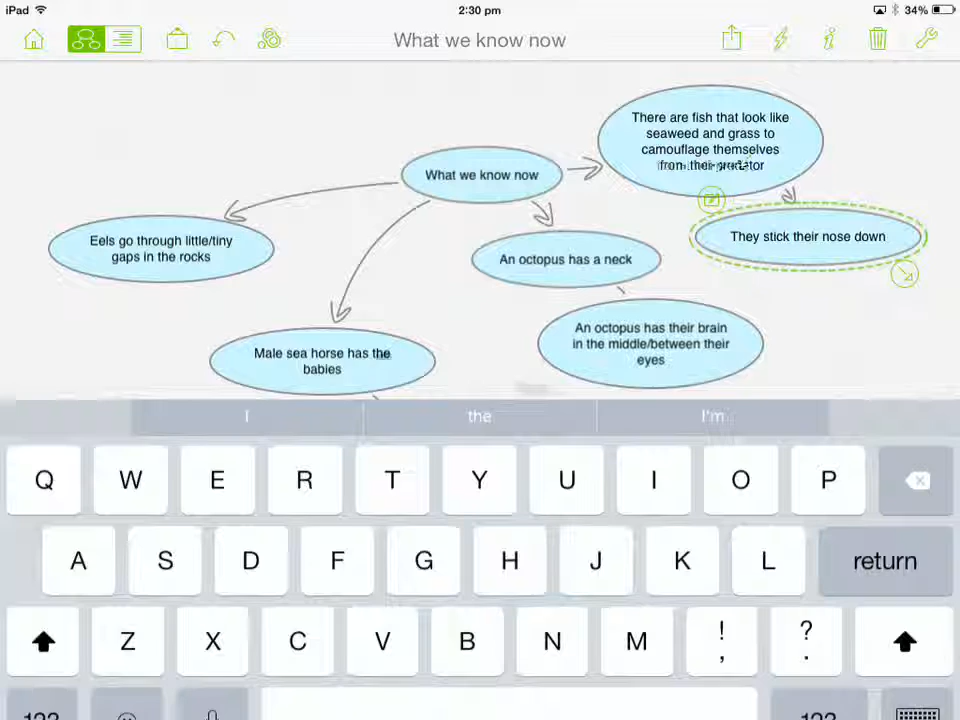 iPad
2:30 pm
34%
What we know now
There are fish that look like
seaweed and grass to
camouflage themselves
from their predator
What we know now
They stick their nose down
Eels go through little/tiny
gaps in the rocks
An octopus has a neck
An octopus has their brain
in the middle/between their
eyes
Male sea horse has the
babies
I the I'm
Q W E R T Y U I O P
A S D F G H J K L return
Z X C V B N M ! , ? .
123 123